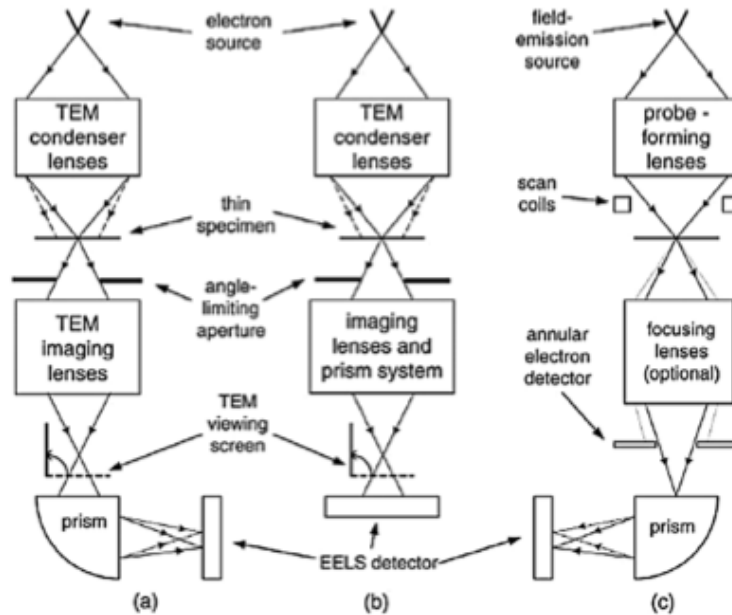 electron
source
field-
emission
source
TEM
condenser
lenses
TEM
condenser
lenses
probe -
forming
lenses
scan
coils
thin
specimen
angle-
limiting
aperture
TEM
imaging
lenses
imaging
lenses and
prism system
focusing
lenses
(optional)
annular
electron
detector
TEM
viewing
screen
prism
prism
EELS detector
(a)
(b)
(c)